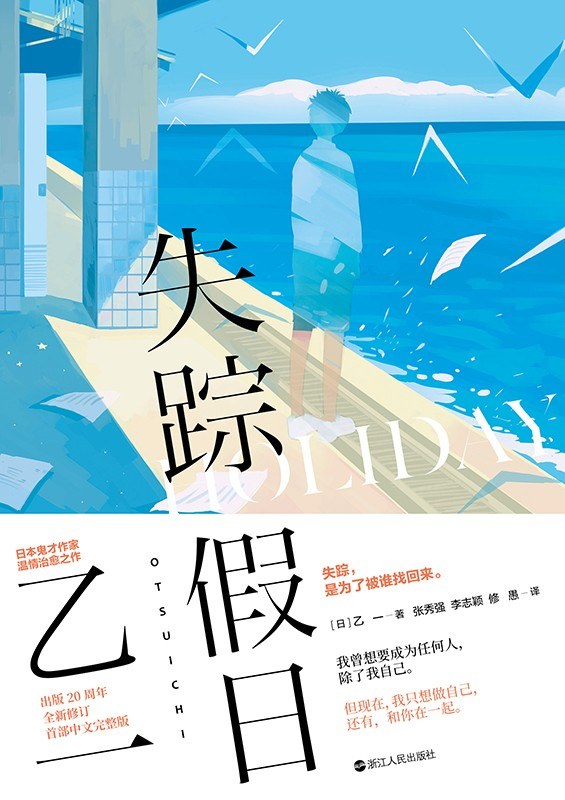 失踪
HOLIDAY
假日
日本鬼才作家
温情治愈之作
乙一
OTSUICHI
出版 20 周年
全新修订
首部中文完整版
失踪，
是为了被谁找回来。
［日］乙 一 — 著 张秀强 李志颖 修 愚 — 译
我曾想要成为任何人，
除了我自己。
但现在，我只想做自己，
还有，和你在一起。
浙江人民出版社